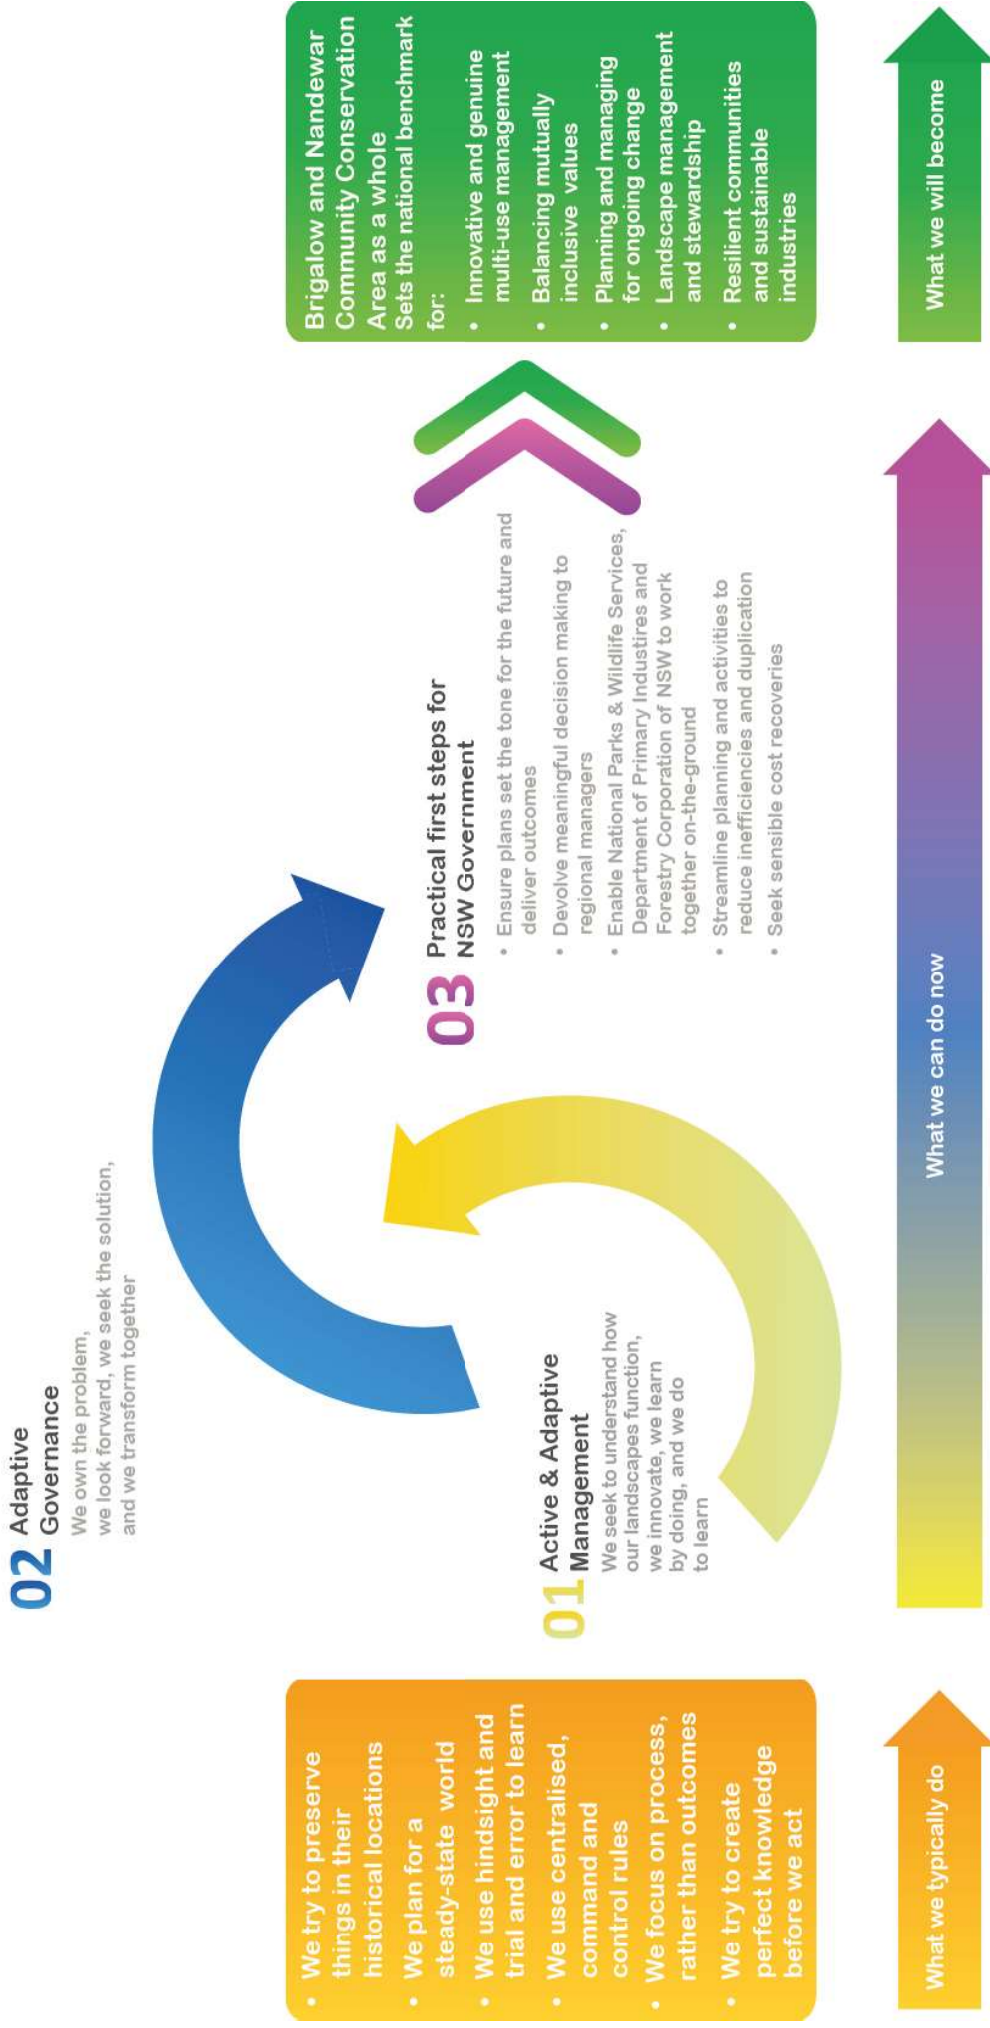 • We try to preserve
things in their
historical locations
• We plan for a
steady-state world
• We use hindsight and
trial and error to learn
• We use centralised,
command and
control rules
• We focus on process,
rather than outcomes
• We try to create
perfect knowledge
before we act
What we typically do
02 Adaptive
Governance
We own the problem,
we look forward, we seek the solution,
and we transform together
01 Active & Adaptive
Management
We seek to understand how
our landscapes function,
we innovate, we learn
by doing, and we do
to learn
03 Practical first steps for
NSW Government
• Ensure plans set the tone for the future and
deliver outcomes
• Devolve meaningful decision making to
regional managers
• Enable National Parks & Wildlife Services,
Department of Primary Industires and
Forestry Corporation of NSW to work
together on-the-ground
• Streamline planning and activities to
reduce inefficiencies and duplication
• Seek sensible cost recoveries
What we can do now
Brigalow and Nandewar
Community Conservation
Area as a whole
Sets the national benchmark
for:
• Innovative and genuine
multi-use management
• Balancing mutually
inclusive values
• Planning and managing
for ongoing change
• Landscape management
and stewardship
• Resilient communities
and sustainable
industries
What we will become